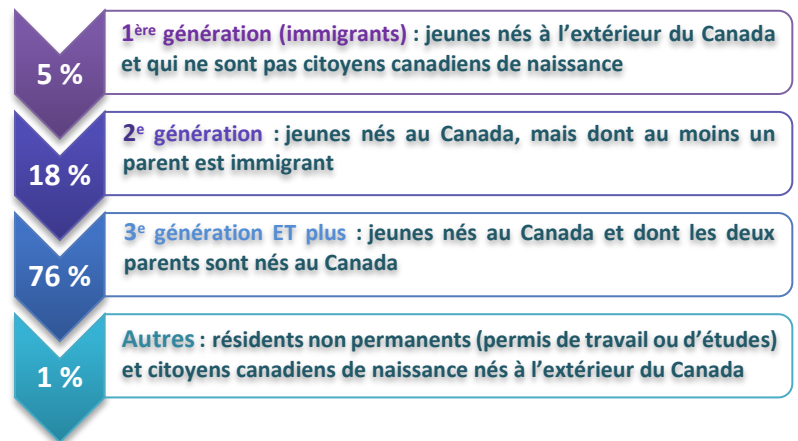 5 %
1ère génération (immigrants) : jeunes nés à l’extérieur du Canada
et qui ne sont pas citoyens canadiens de naissance
18 %
2e génération : jeunes nés au Canada, mais dont au moins un
parent est immigrant
76 %
3e génération ET plus : jeunes nés au Canada et dont les deux
parents sont nés au Canada
1 %
Autres : résidents non permanents (permis de travail ou d’études)
et citoyens canadiens de naissance nés à l’extérieur du Canada